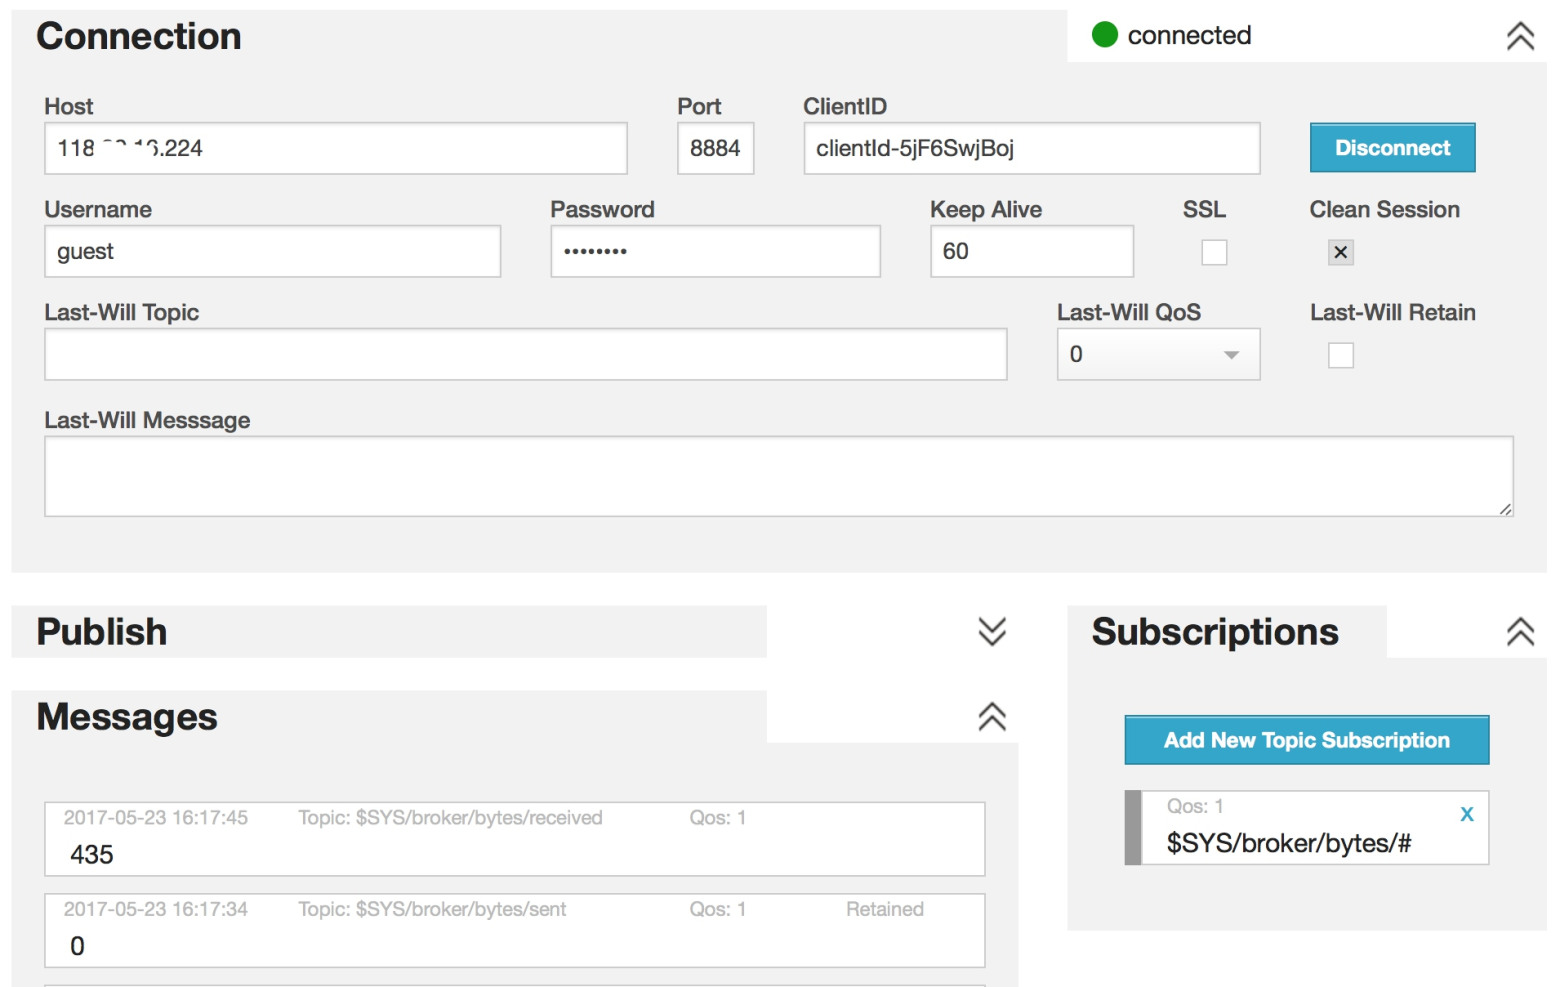 Connection
connected
Host Port ClientID
8884 clientId-5jF6SwjBoj Disconnect
Username Password Keep Alive SSL Clean Session
guest •••••••• 60
Last-Will Topic Last-Will QoS Last-Will Retain
0
Last-Will Messsage
Publish
Messages
2017-05-23 16:17:45 Topic: $SYS/broker/bytes/received Qos: 1
435
2017-05-23 16:17:34 Topic: $SYS/broker/bytes/sent Qos: 1 Retained
0
Subscriptions
Add New Topic Subscription
Qos: 1 X
$SYS/broker/bytes/#